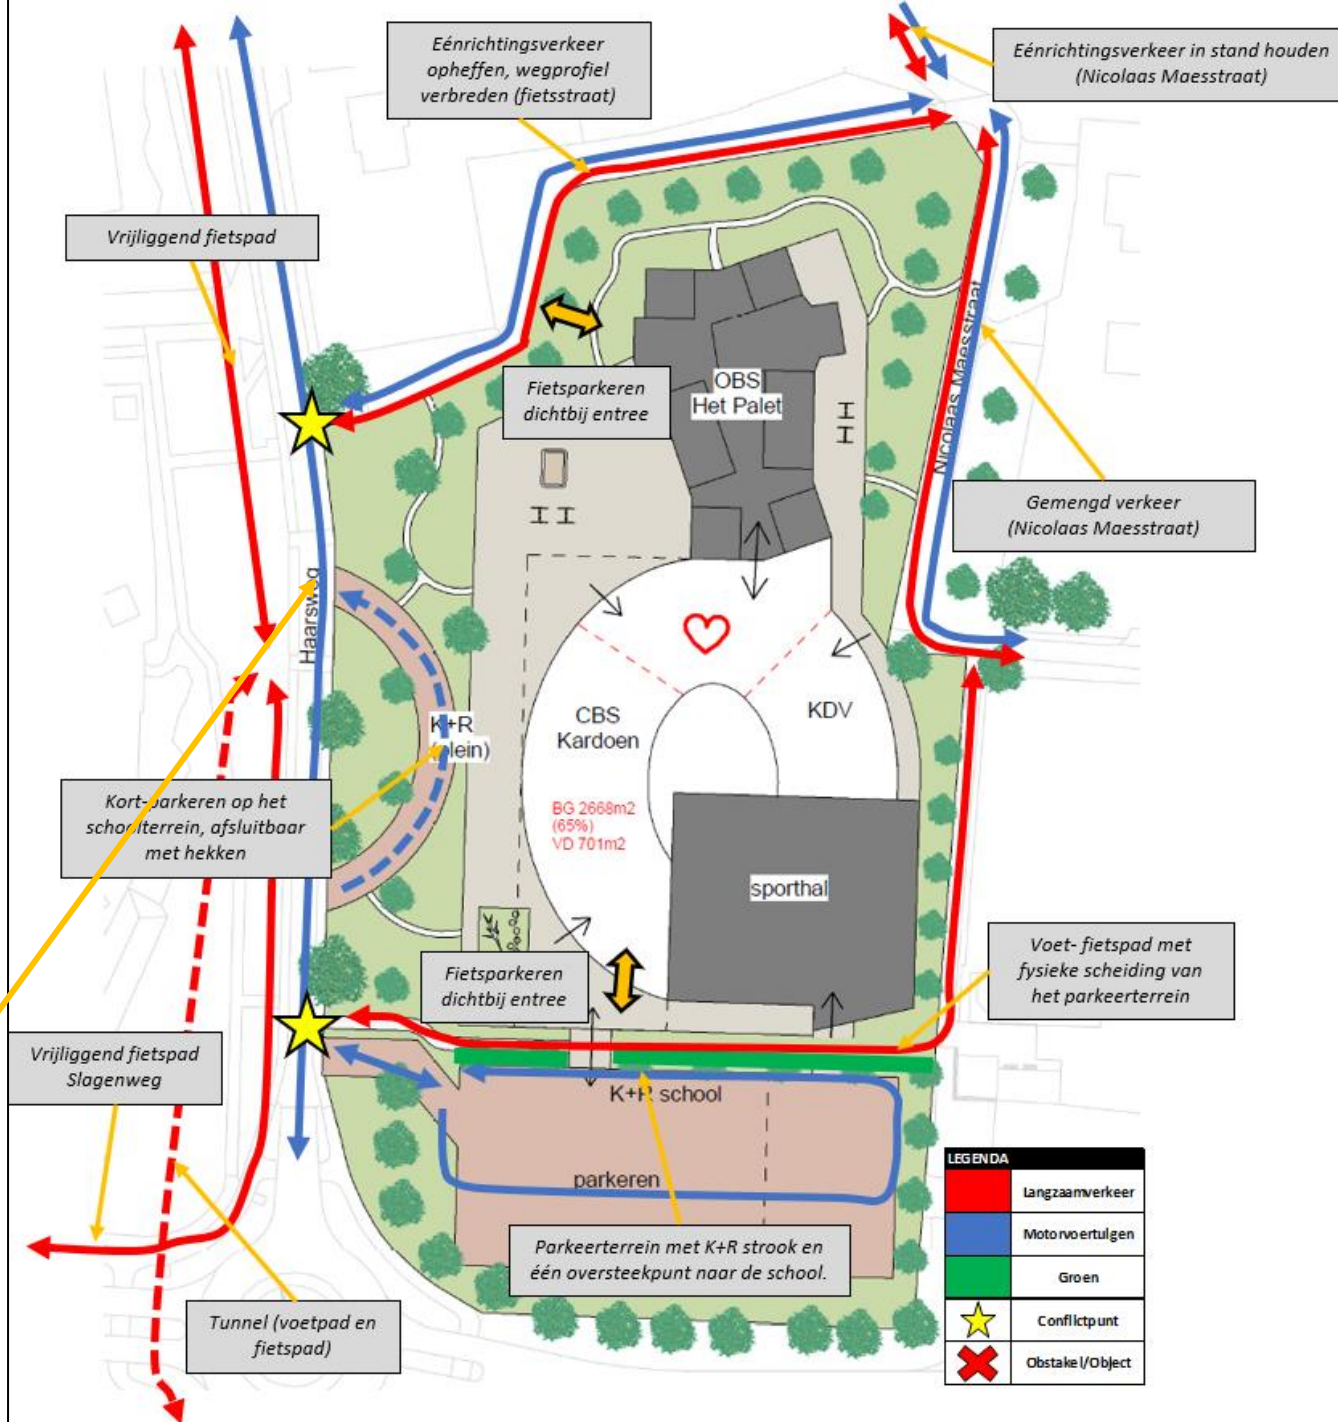 Eénrichtingsverkeer
opheffen, wegprofiel
verbreden (fietsstraat)
Eénrichtingsverkeer in stand houden
(Nicolaas Maesstraat)
Vrijliggend fietspad
Fietsparkeren
dichtbij entree
OBS
Het Palet
Nicolaas Maesstraat
Gemengd verkeer
(Nicolaas Maesstraat)
Haarsweg
K+R
(plein)
CBS
Kardoen
KDV
BG 2668m2
(65%)
VD 701m2
Kort-parkeren op het
schoolterrein, afsluitbaar
met hekken
sporthal
Fietsparkeren
dichtbij entree
Voet- fietspad met
fysieke scheiding van
het parkeerterrein
Vrijliggend fietspad
Slagenweg
K+R school
parkeren
Parkeerterrein met K+R strook en
één oversteekpunt naar de school.
Tunnel (voetpad en
fietspad)
LEGENDA
Langzaamverkeer
Motorvoertuigen
Groen
Conflictpunt
Obstakel/Object